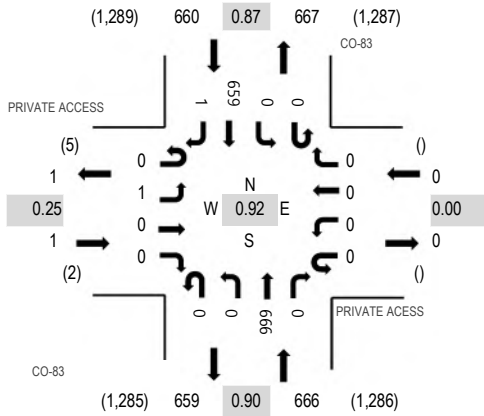 (1,289) 660 0.87 667 (1,287)
CO-83
1 659 0 0
PRIVATE ACCESS
(5) 0 0 ()
1 1 N 0 0
0.25 W 0.92 E 0.00
1 0 0 0
(2) 0 S 0 ()
0 0 666 0
PRIVATE ACESS
CO-83
(1,285) 659 0.90 666 (1,286)